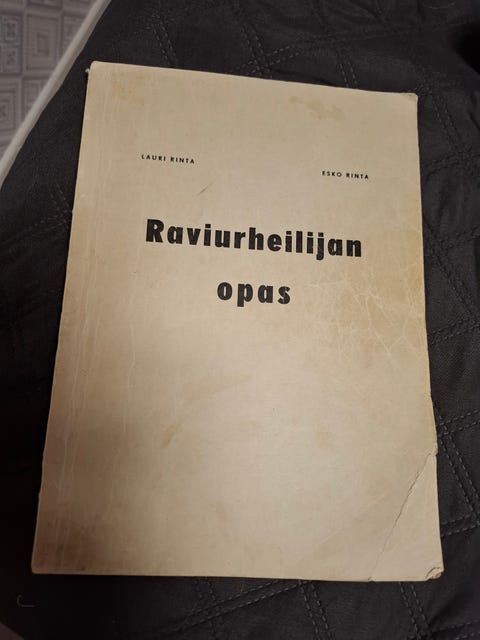 LAURI RINTA
ESKO RINTA
Raviurheilijan
opas